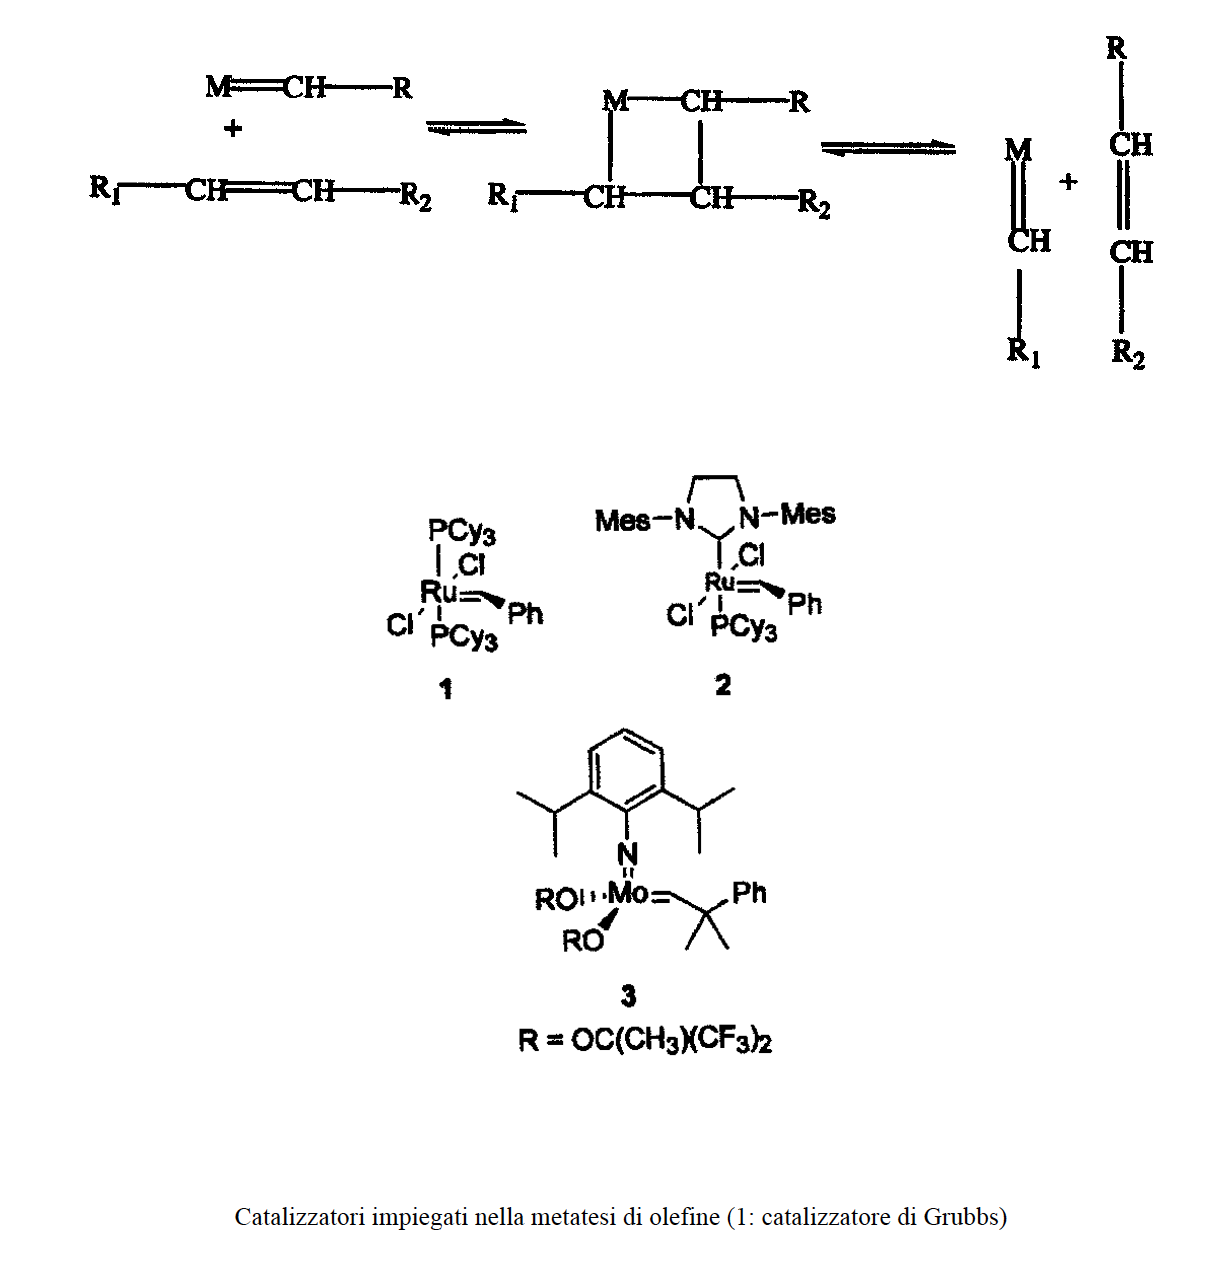 M=CH—R
+
R1—CH=CH—R2
M—CH—R
R1—CH—CH—R2
M
CH
R1
+
R
CH
CH
R2
PCy3
Cl
Ru
Ph
Cl
PCy3
1
Mes—N N—Mes
Cl
Ru
Ph
Cl
PCy3
2
N
RO Mo= Ph
RO
3
R = OC(CH3)(CF3)2
Catalizzatori impiegati nella metatesi di olefine (1: catalizzatore di Grubbs)